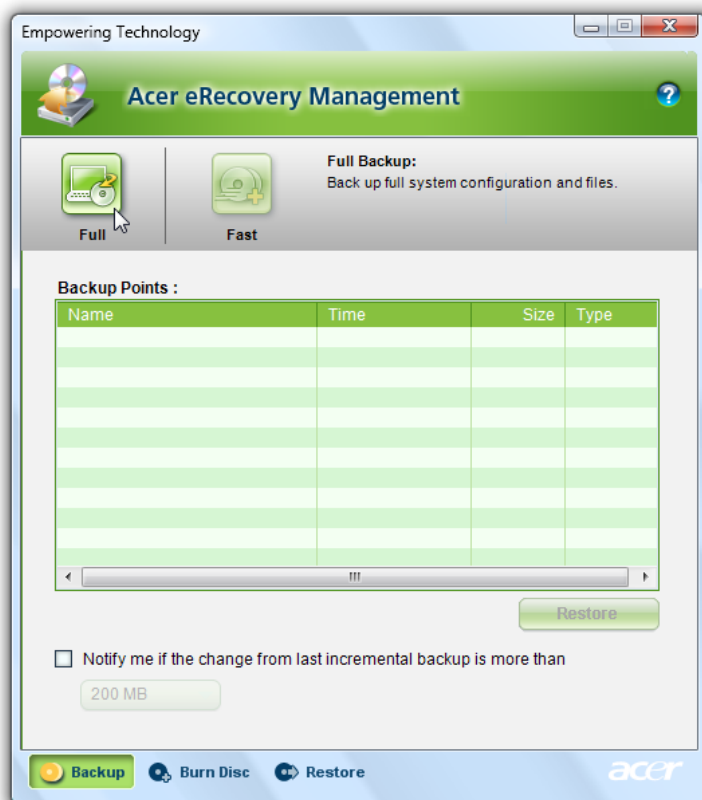 Empowering Technology
Acer eRecovery Management
?
Full Backup:
Back up full system configuration and files.
Full
Fast
Backup Points :
Name Time Size Type
Restore
Notify me if the change from last incremental backup is more than
200 MB
Backup Burn Disc Restore
acer